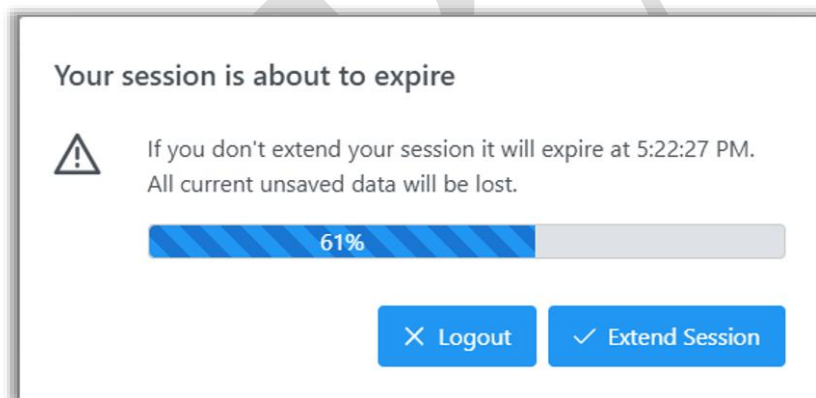 Your session is about to expire
If you don't extend your session it will expire at 5:22:27 PM.
All current unsaved data will be lost.
61%
Logout
Extend Session